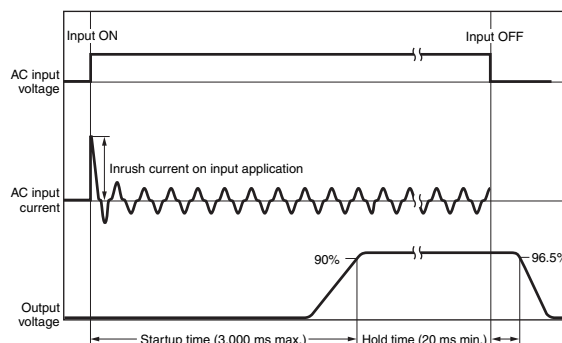 Input ON
Input OFF
AC input
voltage
Inrush current on input application
AC input
current
90%
96.5%
Output
voltage
Startup time (3,000 ms max.)
Hold time (20 ms min.)